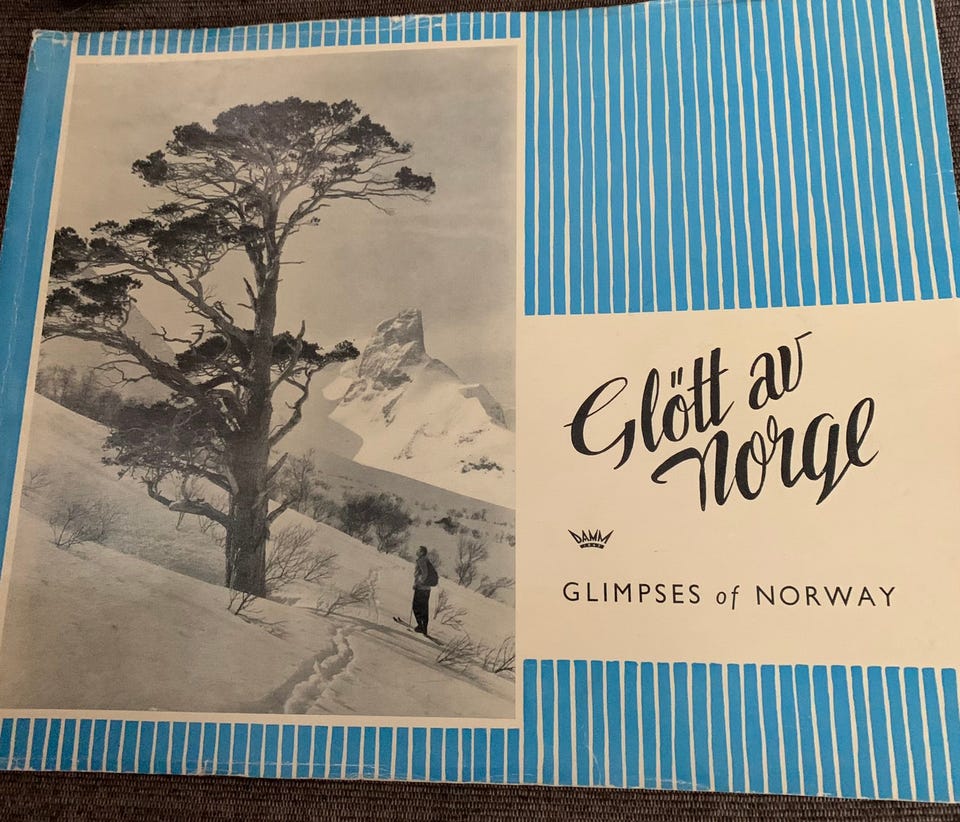 Glött av
Norge
DAMM
GLIMPSES of NORWAY